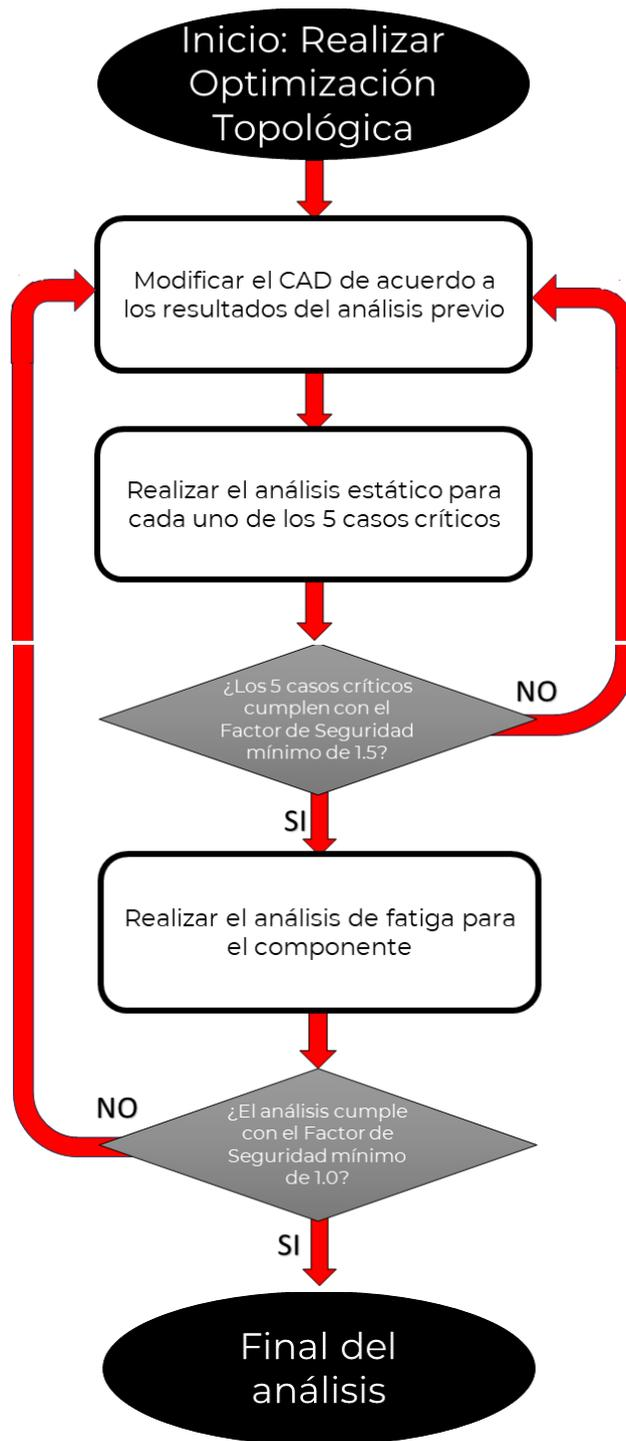 Inicio: Realizar
Optimización
Topológica
Modificar el CAD de acuerdo a
los resultados del análisis previo
Realizar el análisis estático para
cada uno de los 5 casos críticos
¿Los 5 casos críticos
cumplen con el
Factor de Seguridad
mínimo de 1.5?
NO
SI
Realizar el análisis de fatiga para
el componente
¿El análisis cumple
con el Factor de
Seguridad mínimo
de 1.0?
NO
SI
Final del
análisis